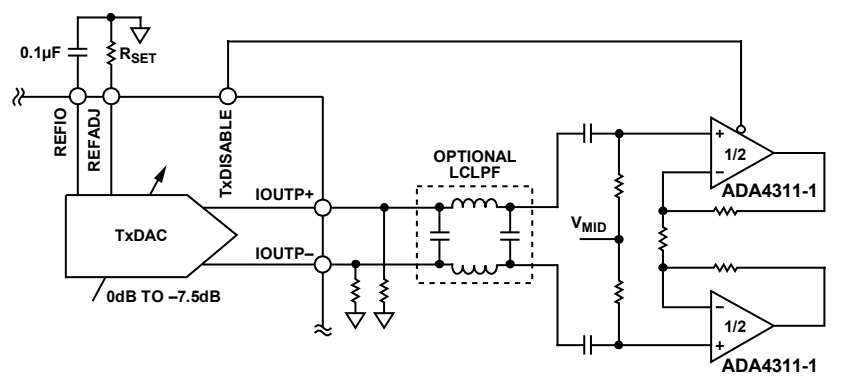 0.1µF
RSET
REFIO
REFADJ
TxDISABLE
IOUTP+
TxDAC
IOUTP–
0dB TO –7.5dB
OPTIONAL
LCLPF
VMID
+
1/2
–
ADA4311-1
–
1/2
+
ADA4311-1